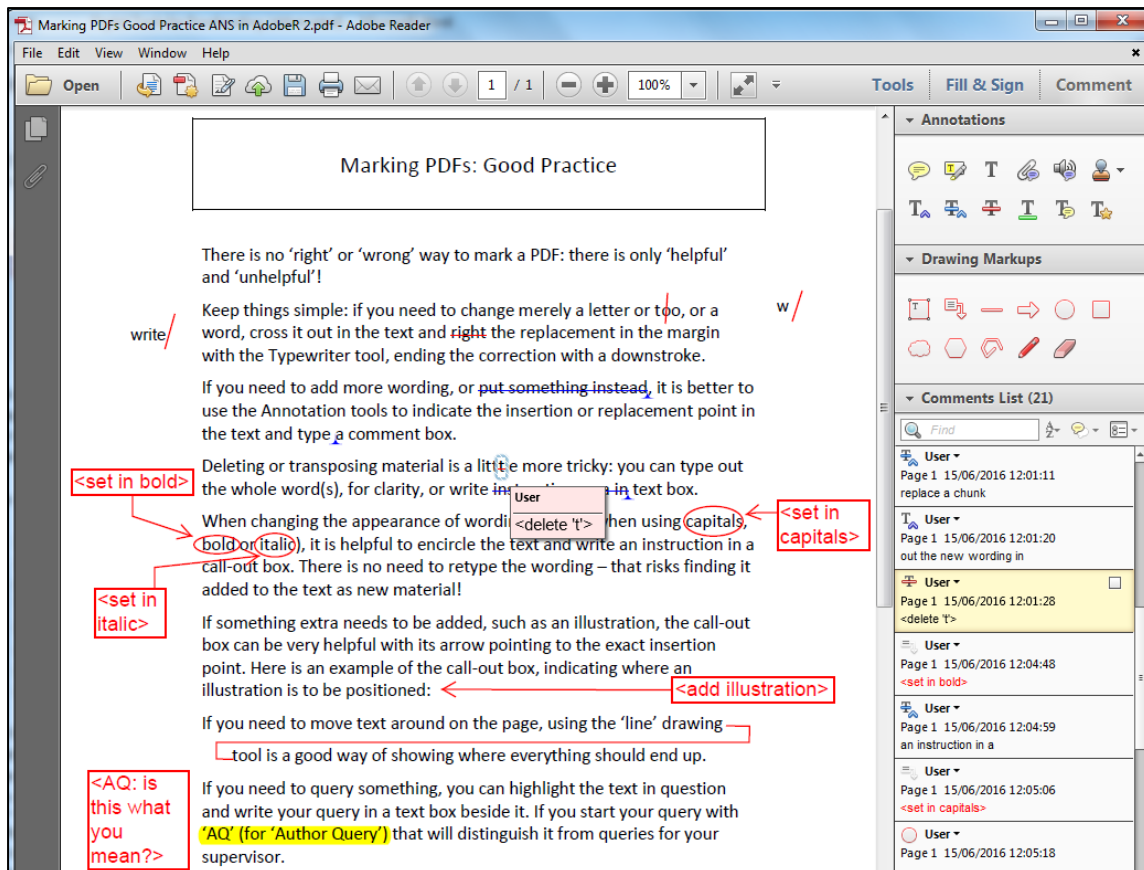 Marking PDFs Good Practice ANS in AdobeR 2.pdf - Adobe Reader
File Edit View Window Help
Open 1 / 1 100% Tools Fill & Sign Comment
Marking PDFs: Good Practice
There is no ‘right’ or ‘wrong’ way to mark a PDF: there is only ‘helpful’
and ‘unhelpful’!
Keep things simple: if you need to change merely a letter or too, or a
w/
write/
word, cross it out in the text and right the replacement in the margin
with the Typewriter tool, ending the correction with a downstroke.
If you need to add more wording, or put something instead, it is better to
use the Annotation tools to indicate the insertion or replacement point in
the text and type a comment box.
Deleting or transposing material is a litt t e more tricky: you can type out
the whole word(s), for clarity, or write in text box.
User
<delete 't'>
<set in bold>
When changing the appearance of wordi hen using capitals,
bold or italic), it is helpful to encircle the text and write an instruction in a
call-out box. There is no need to retype the wording – that risks finding it
added to the text as new material!
<set in
capitals>
<set in
italic>
If something extra needs to be added, such as an illustration, the call-out
box can be very helpful with its arrow pointing to the exact insertion
point. Here is an example of the call-out box, indicating where an
illustration is to be positioned:
<add illustration>
If you need to move text around on the page, using the ‘line’ drawing
tool is a good way of showing where everything should end up.
<AQ: is
this what
you
mean?>
If you need to query something, you can highlight the text in question
and write your query in a text box beside it. If you start your query with
‘AQ’ (for ‘Author Query’) that will distinguish it from queries for your
supervisor.
Annotations
Drawing Markups
Comments List (21)
Find
User
Page 1 15/06/2016 12:01:11
replace a chunk
User
Page 1 15/06/2016 12:01:20
out the new wording in
User
Page 1 15/06/2016 12:01:28
<delete 't'>
User
Page 1 15/06/2016 12:04:48
<set in bold>
User
Page 1 15/06/2016 12:04:59
an instruction in a
User
Page 1 15/06/2016 12:05:06
<set in capitals>
User
Page 1 15/06/2016 12:05:18